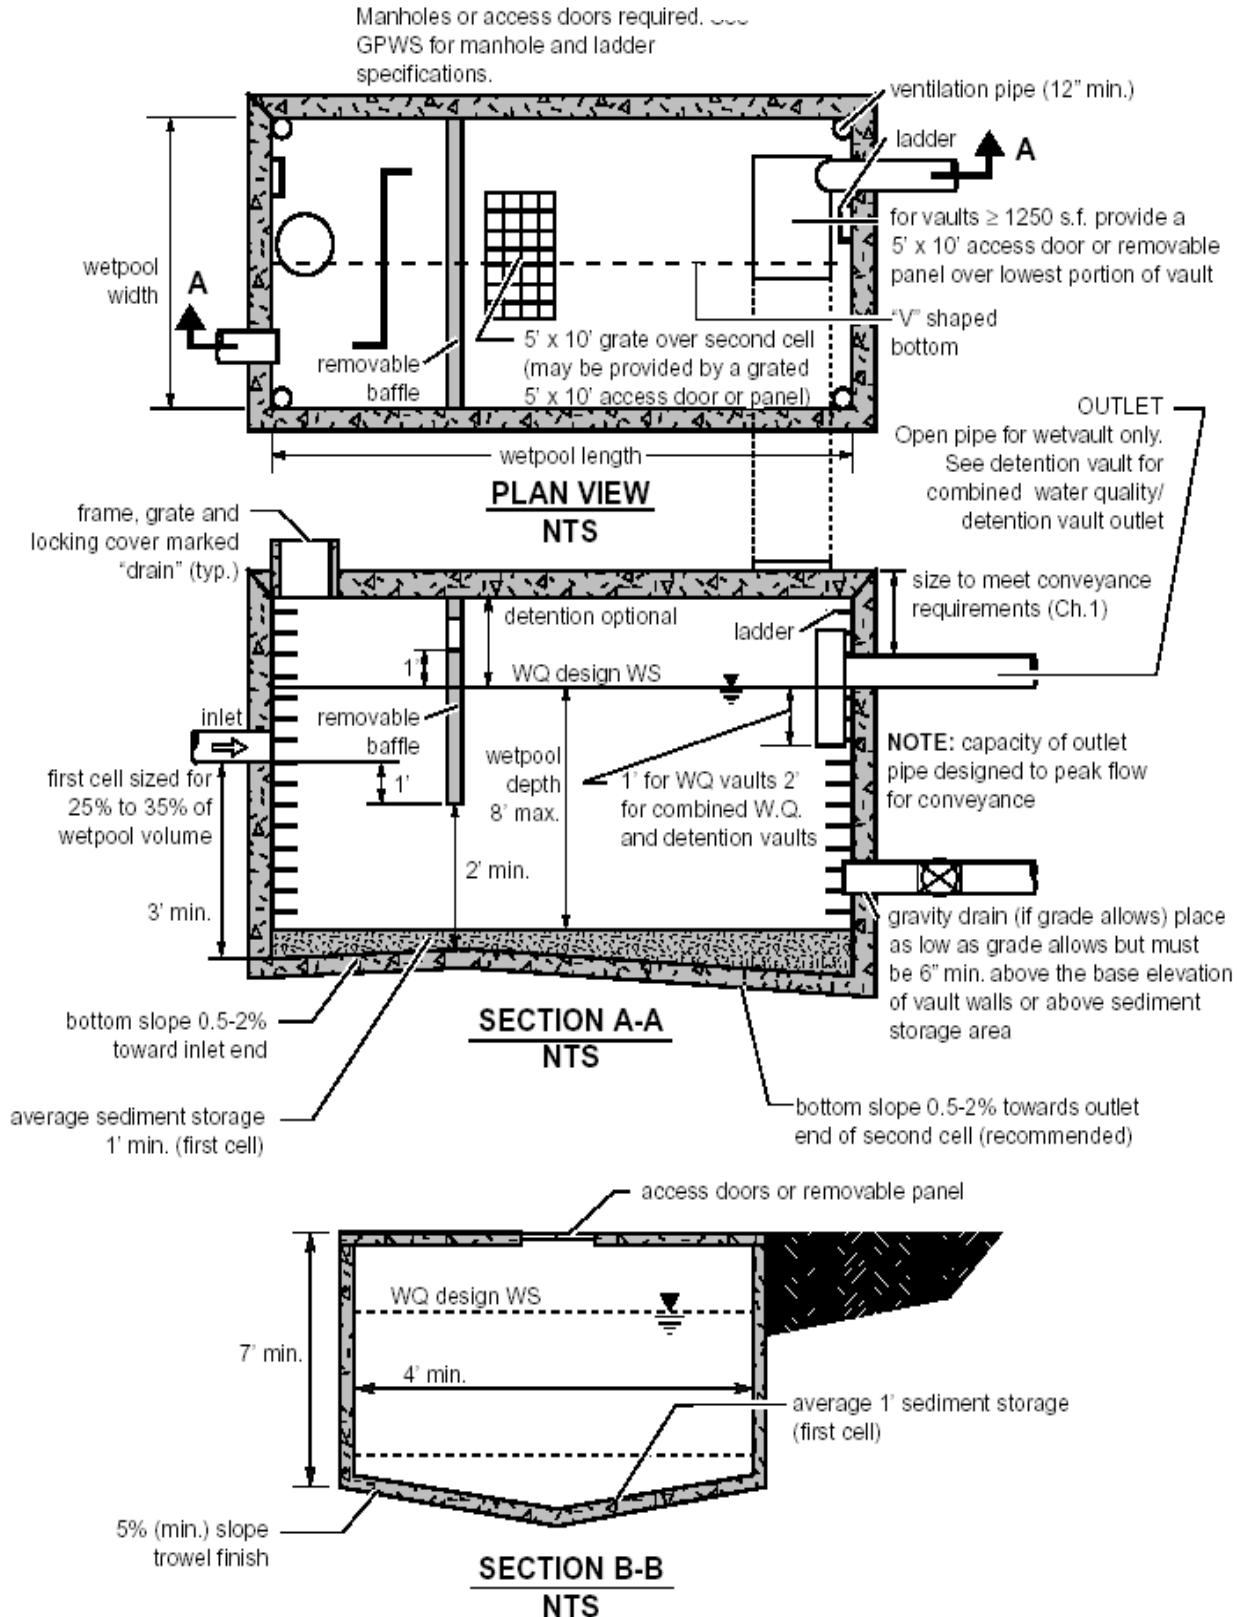 Manholes or access doors required.
GPWS for manhole and ladder
specifications.
ventilation pipe (12" min.)
ladder
A
for vaults ≥ 1250 s.f. provide a
5' x 10' access door or removable
panel over lowest portion of vault
wetpool
width
A
"V" shaped
bottom
removable
baffle
5' x 10' grate over second cell
(may be provided by a grated
5' x 10' access door or panel)
wetpool length
PLAN VIEW
NTS
OUTLET
Open pipe for wetvault only.
See detention vault for
combined water quality/
detention vault outlet
frame, grate and
locking cover marked
"drain" (typ.)
detention optional
ladder
size to meet conveyance
requirements (Ch.1)
1'
WQ design WS
inlet
removable
baffle
1'
wetpool
depth
8' max.
1' for WQ vaults 2'
for combined W.Q.
and detention vaults
NOTE: capacity of outlet
pipe designed to peak flow
for conveyance
first cell sized for
25% to 35% of
wetpool volume
2' min.
3' min.
gravity drain (if grade allows) place
as low as grade allows but must
be 6" min. above the base elevation
of vault walls or above sediment
storage area
bottom slope 0.5-2%
toward inlet end
SECTION A-A
NTS
average sediment storage
1' min. (first cell)
bottom slope 0.5-2% towards outlet
end of second cell (recommended)
access doors or removable panel
WQ design WS
7' min.
4' min.
average 1' sediment storage
(first cell)
5% (min.) slope
trowel finish
SECTION B-B
NTS